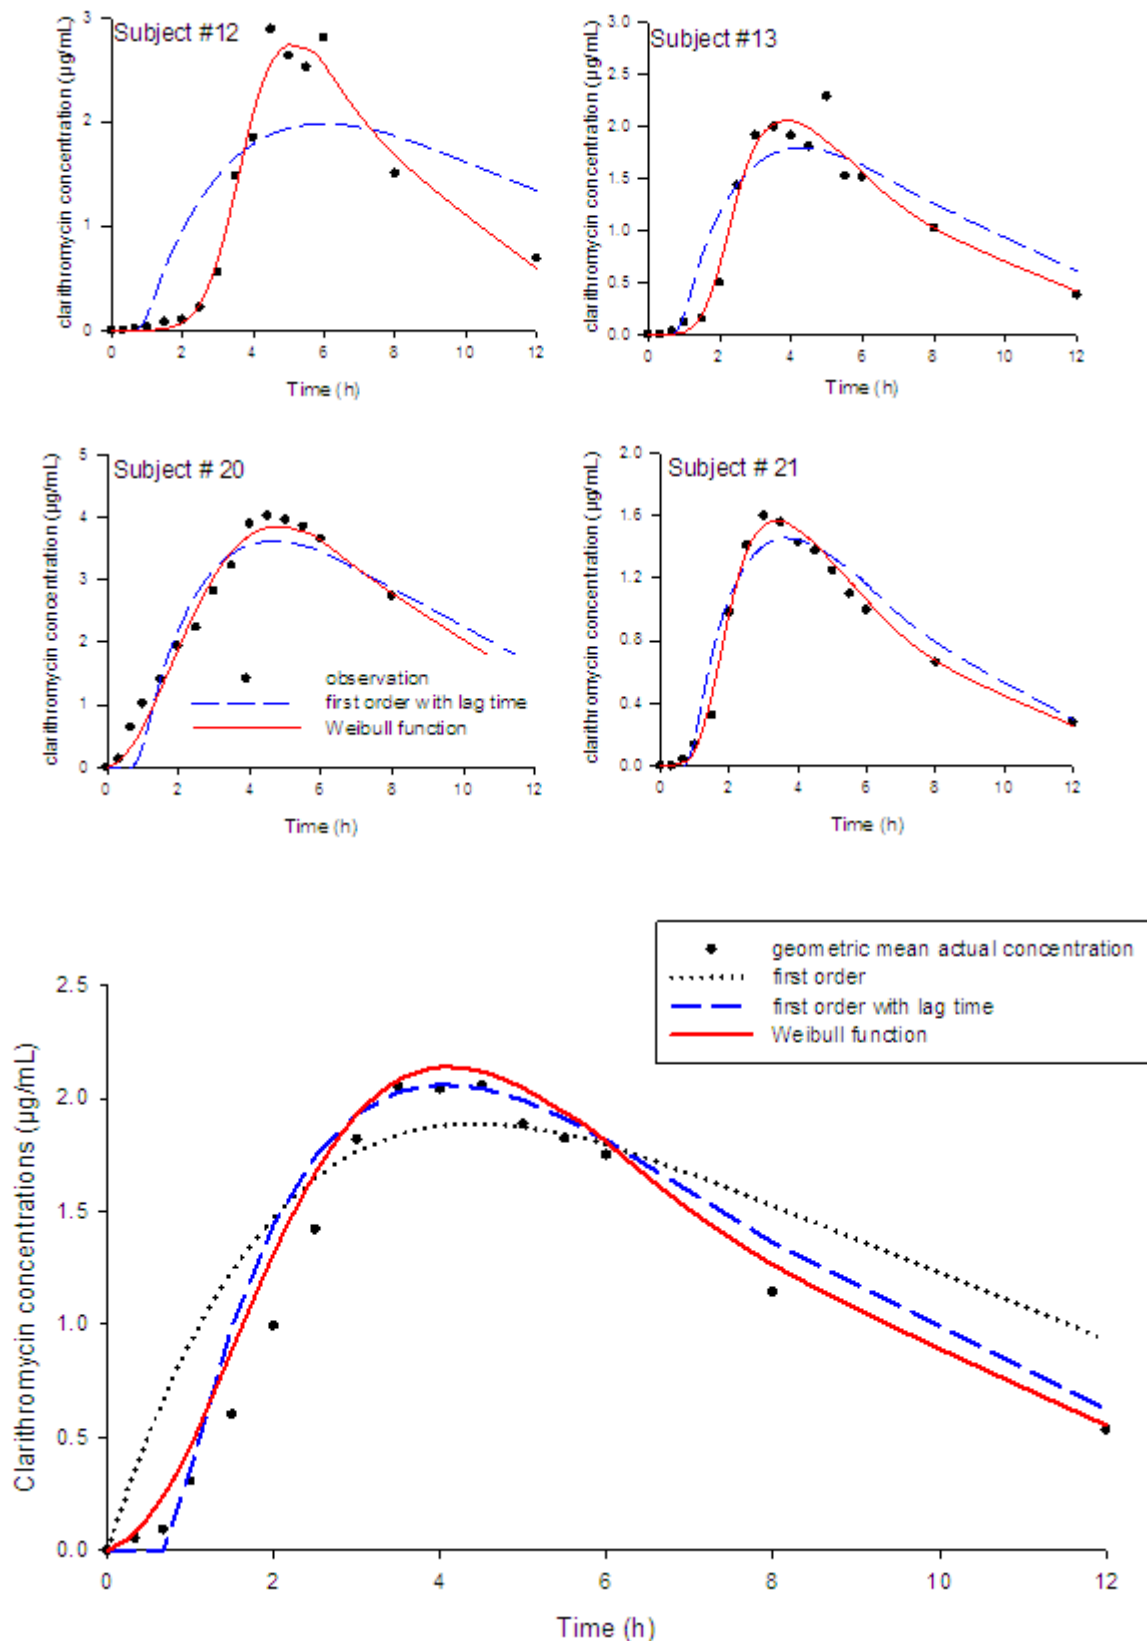 Subject #12
clarithromycin concentration (µg/mL)
3
2
1
0
0 2 4 6 8 10 12
Time (h)
Subject #13
clarithromycin concentration (µg/mL)
3.0
2.5
2.0
1.5
1.0
0.5
0.0
0 2 4 6 8 10 12
Time (h)
Subject # 20
clarithromycin concentration (µg/mL)
5
4
3
2
1
0
observation
first order with lag time
Weibull function
0 2 4 6 8 10 12
Time (h)
Subject # 21
clarithromycin concentration (µg/mL)
2.0
1.6
1.2
0.8
0.4
0.0
0 2 4 6 8 10 12
Time (h)
geometric mean actual concentration
first order
first order with lag time
Weibull function
Clarithromycin concentrations (µg/mL)
2.5
2.0
1.5
1.0
0.5
0.0
0 2 4 6 8 10 12
Time (h)